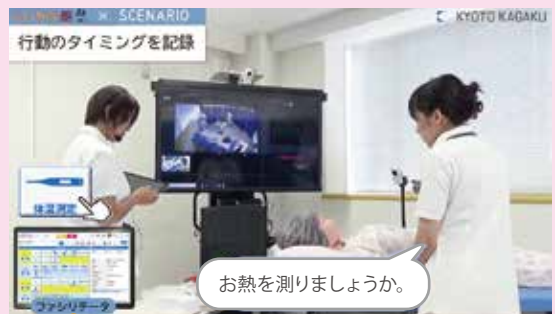 × SCENARIO
KYOTO KAGAKU
行動のタイミングを記録
体温測定
お熱を測りましょうか。
ファシリテータ